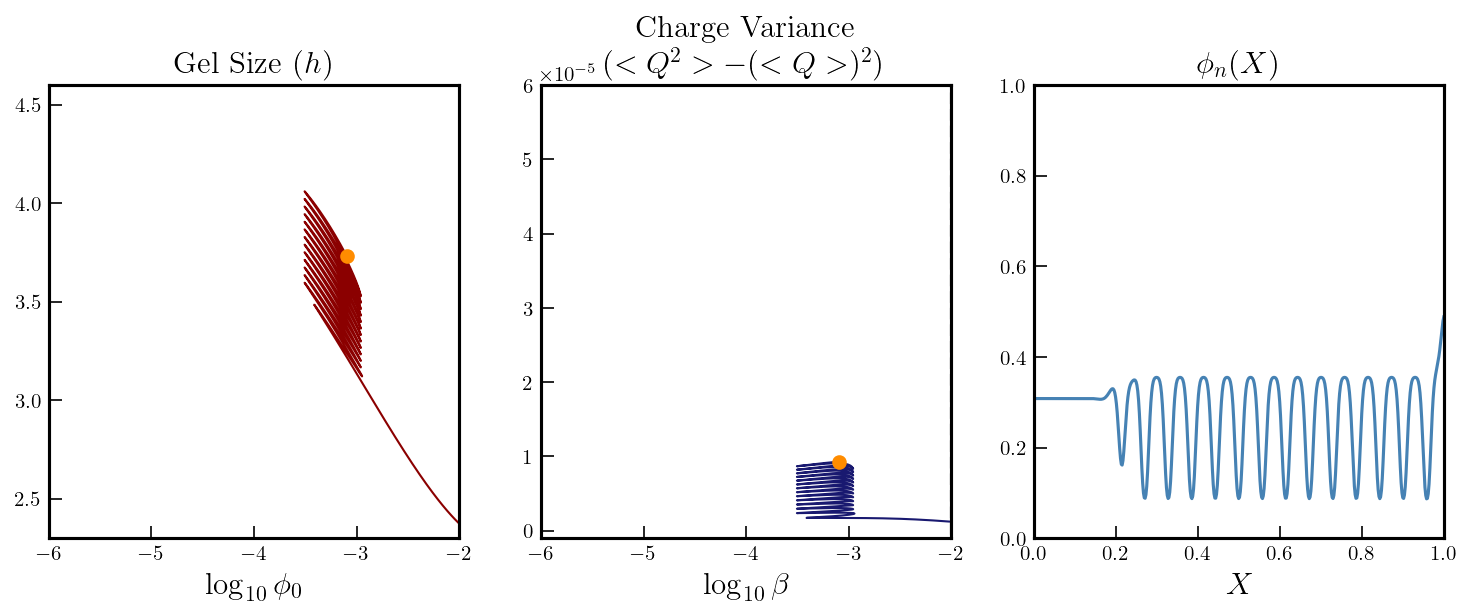 Gel Size (h)
4.5
4.0
3.5
3.0
2.5
−6 −5 −4 −3 −2
log₁₀ ϕ₀
Charge Variance
(< Q² > −(< Q >)²)
×10⁻⁵
6
5
4
3
2
1
0
−6 −5 −4 −3 −2
log₁₀ β
ϕₙ(X)
1.0
0.8
0.6
0.4
0.2
0.0
0.0 0.2 0.4 0.6 0.8 1.0
X